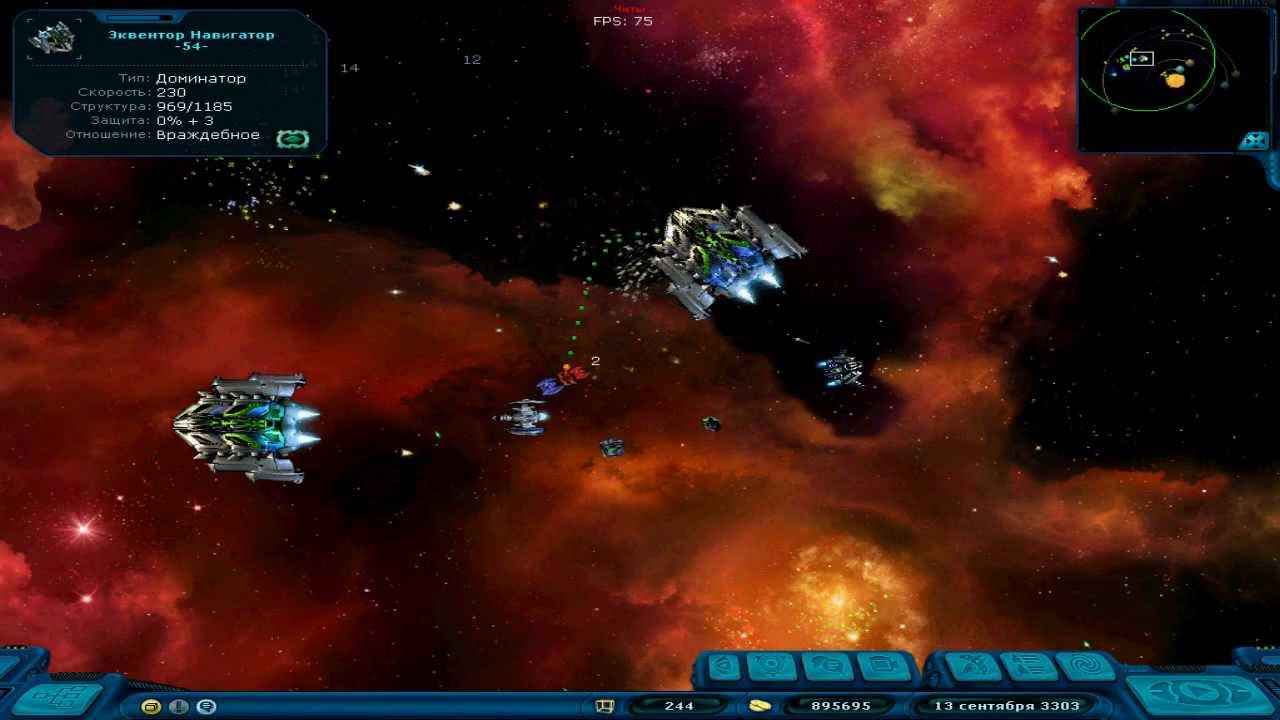 Читы
FPS: 75
Эквентор Навигатор
-54-
Тип: Доминатор
Скорость: 230
Структура: 969/1185
Защита: 0% + 3
Отношение: Враждебное
12
14
2
244
895695
13 сентября 3303